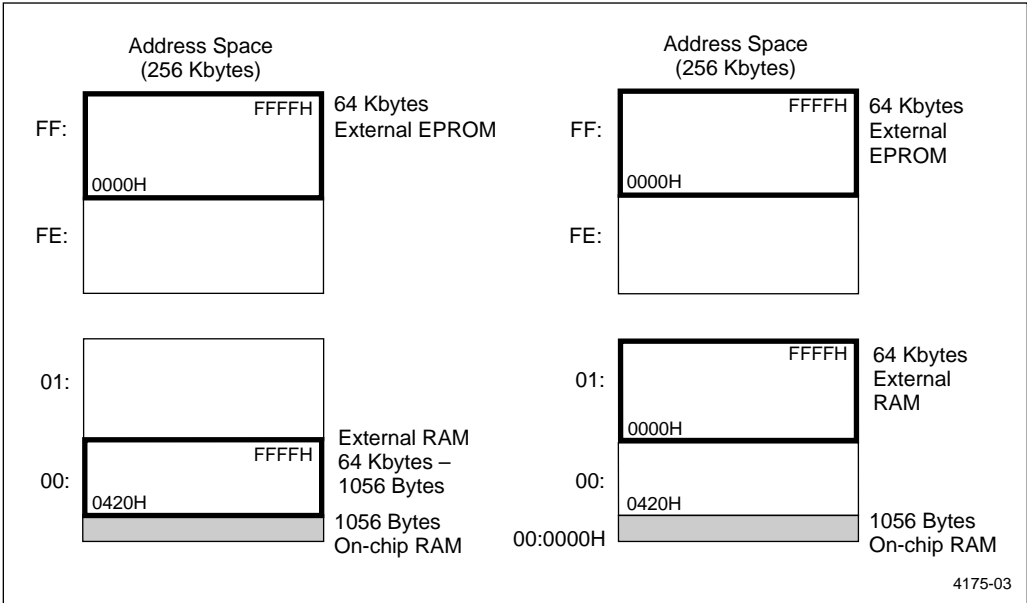 Address Space
(256 Kbytes)
FFFFH
64 Kbytes
External EPROM
FF:
0000H
FE:
01:
External RAM
64 Kbytes –
1056 Bytes
FFFFH
00:
0420H
1056 Bytes
On-chip RAM
Address Space
(256 Kbytes)
FFFFH
64 Kbytes
External
EPROM
FF:
0000H
FE:
FFFFH
64 Kbytes
External
RAM
01:
0000H
00:
0420H
1056 Bytes
On-chip RAM
00:0000H
4175-03